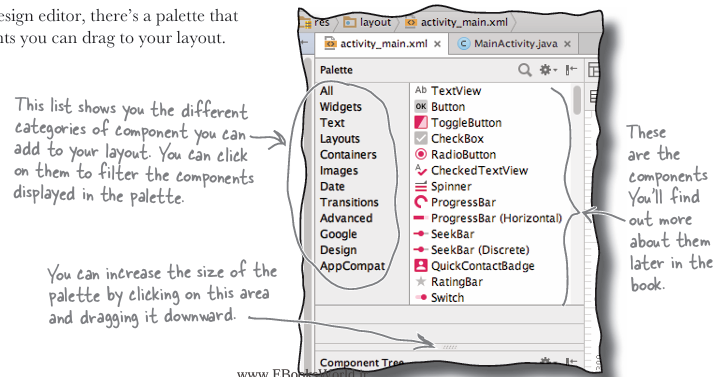 esign editor, there's a palette that
nts you can drag to your layout.
res layout activity_main.xml
activity_main.xml × MainActivity.java ×
Palette
This list shows you the different
categories of component you can
add to your layout. You can click
on them to filter the components
displayed in the palette.
All
Widgets
Text
Layouts
Containers
Images
Date
Transitions
Advanced
Google
Design
AppCompat
Ab TextView
OK Button
ToggleButton
CheckBox
RadioButton
CheckedTextView
Spinner
ProgressBar
ProgressBar (Horizontal)
SeekBar
SeekBar (Discrete)
QuickContactBadge
RatingBar
Switch
These
are the
components
You'll find
out more
about them
later in the
book.
You can increase the size of the
palette by clicking on this area
and dragging it downward.
Component Tree